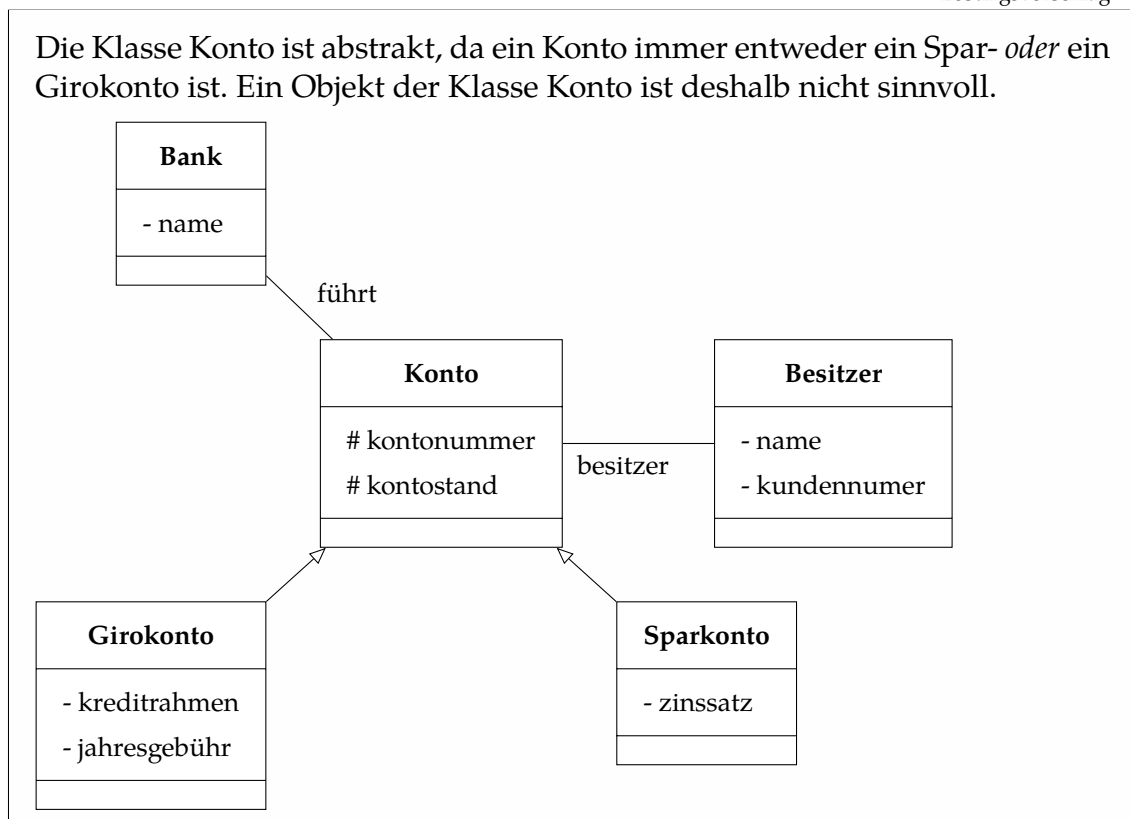 Die Klasse Konto ist abstrakt, da ein Konto immer entweder ein Spar- oder ein
Girokonto ist. Ein Objekt der Klasse Konto ist deshalb nicht sinnvoll.
Bank
- name
führt
Konto
# kontonummer
# kontostand
besitzer
Besitzer
- name
- kundennumer
Girokonto
- kreditrahmen
- jahresgebühr
Sparkonto
- zinssatz